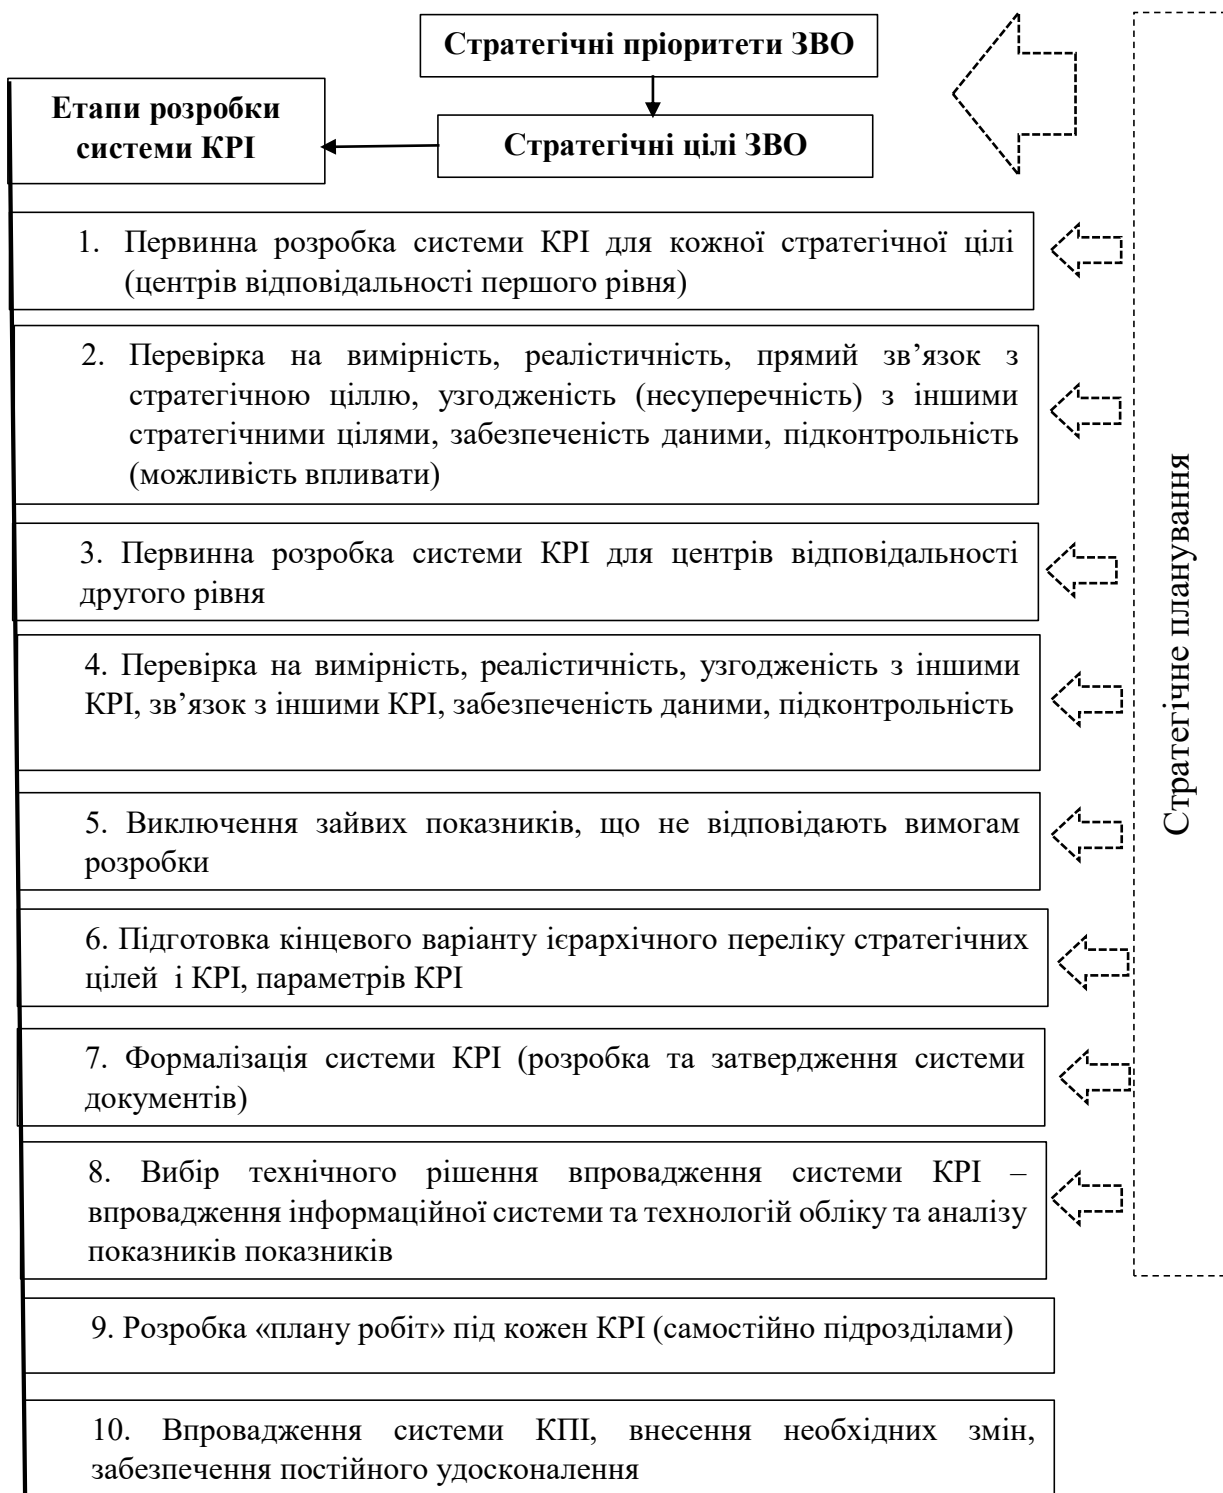 Стратегічні пріоритети ЗВО
Етапи розробки
системи КРІ
Стратегічні цілі ЗВО
1. Первинна розробка системи КРІ для кожної стратегічної цілі
(центрів відповідальності першого рівня)
2. Перевірка на вимірність, реалістичність, прямий зв’язок з
стратегічною ціллю, узгодженість (несуперечність) з іншими
стратегічними цілями, забезпеченість даними, підконтрольність
(можливість впливати)
3. Первинна розробка системи КРІ для центрів відповідальності
другого рівня
4. Перевірка на вимірність, реалістичність, узгодженість з іншими
КРІ, зв’язок з іншими КРІ, забезпеченість даними, підконтрольність
5. Виключення зайвих показників, що не відповідають вимогам
розробки
6. Підготовка кінцевого варіанту ієрархічного переліку стратегічних
цілей і КРІ, параметрів КРІ
7. Формалізація системи КРІ (розробка та затвердження системи
документів)
8. Вибір технічного рішення впровадження системи КРІ –
впровадження інформаційної системи та технологій обліку та аналізу
показників показників
9. Розробка «плану робіт» під кожен КРІ (самостійно підрозділами)
10. Впровадження системи КПІ, внесення необхідних змін,
забезпечення постійного удосконалення
Стратегічне планування